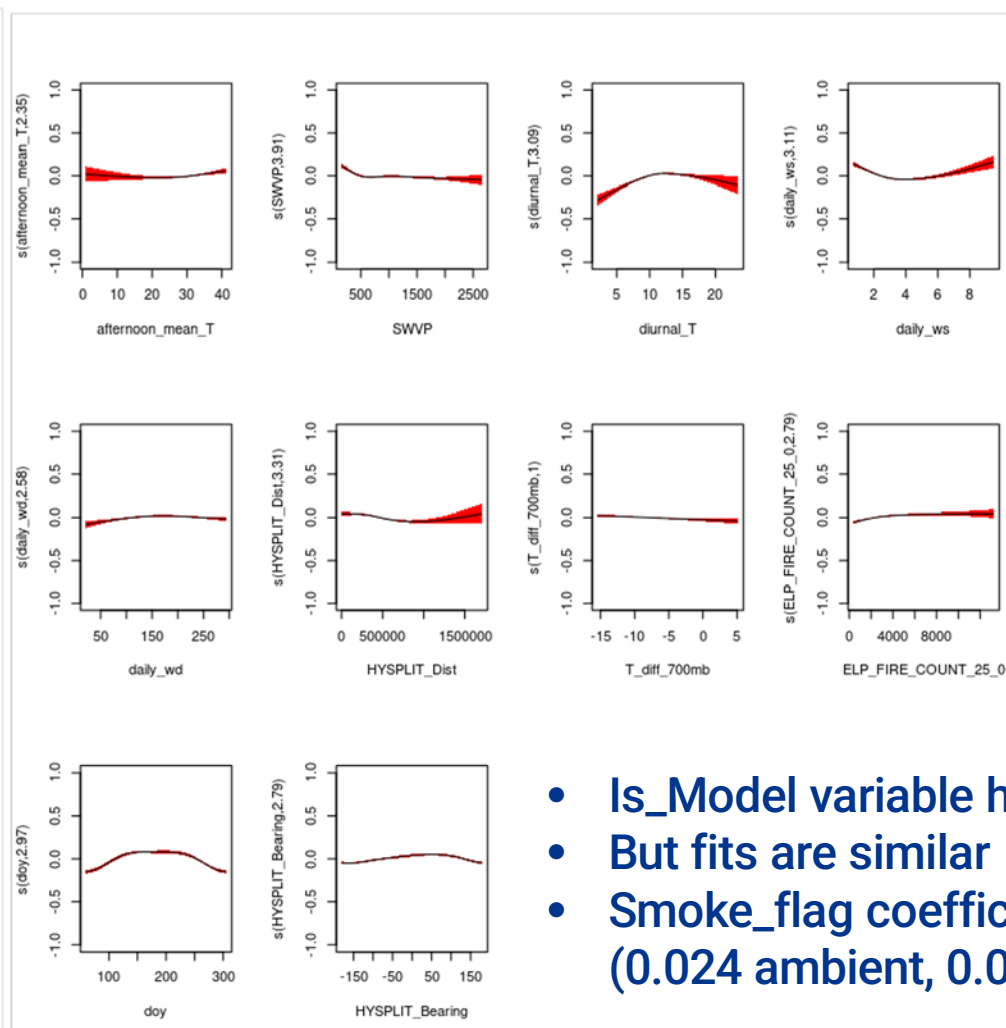 s(afternoon_mean_T,2.35)
1.0
0.5
0.0
-0.5
-1.0
0 10 20 30 40
afternoon_mean_T
s(SWVP,3.91)
1.0
0.5
0.0
-0.5
-1.0
500 1500 2500
SWVP
s(diurnal_T,3.09)
1.0
0.5
0.0
-0.5
-1.0
5 10 15 20
diurnal_T
s(daily_ws,3.11)
1.0
0.5
0.0
-0.5
-1.0
2 4 6 8
daily_ws
s(daily_wd,2.58)
1.0
0.5
0.0
-0.5
-1.0
50 150 250
daily_wd
s(HYSPLIT_Dist,3.31)
1.0
0.5
0.0
-0.5
-1.0
0 500000 1500000
HYSPLIT_Dist
s(T_diff_700mb,1)
1.0
0.5
0.0
-0.5
-1.0
-15 -10 -5 0 5
T_diff_700mb
s(ELP_FIRE_COUNT_25_0,2.79)
1.0
0.5
0.0
-0.5
-1.0
0 4000 8000
ELP_FIRE_COUNT_25_0
s(doy,2.97)
1.0
0.5
0.0
-0.5
-1.0
100 200 300
doy
s(HYSPLIT_Bearing,2.79)
1.0
0.5
0.0
-0.5
-1.0
-150 -50 50 150
HYSPLIT_Bearing
• Is_Model variable h
• But fits are similar
• Smoke_flag coeffic
(0.024 ambient, 0.0